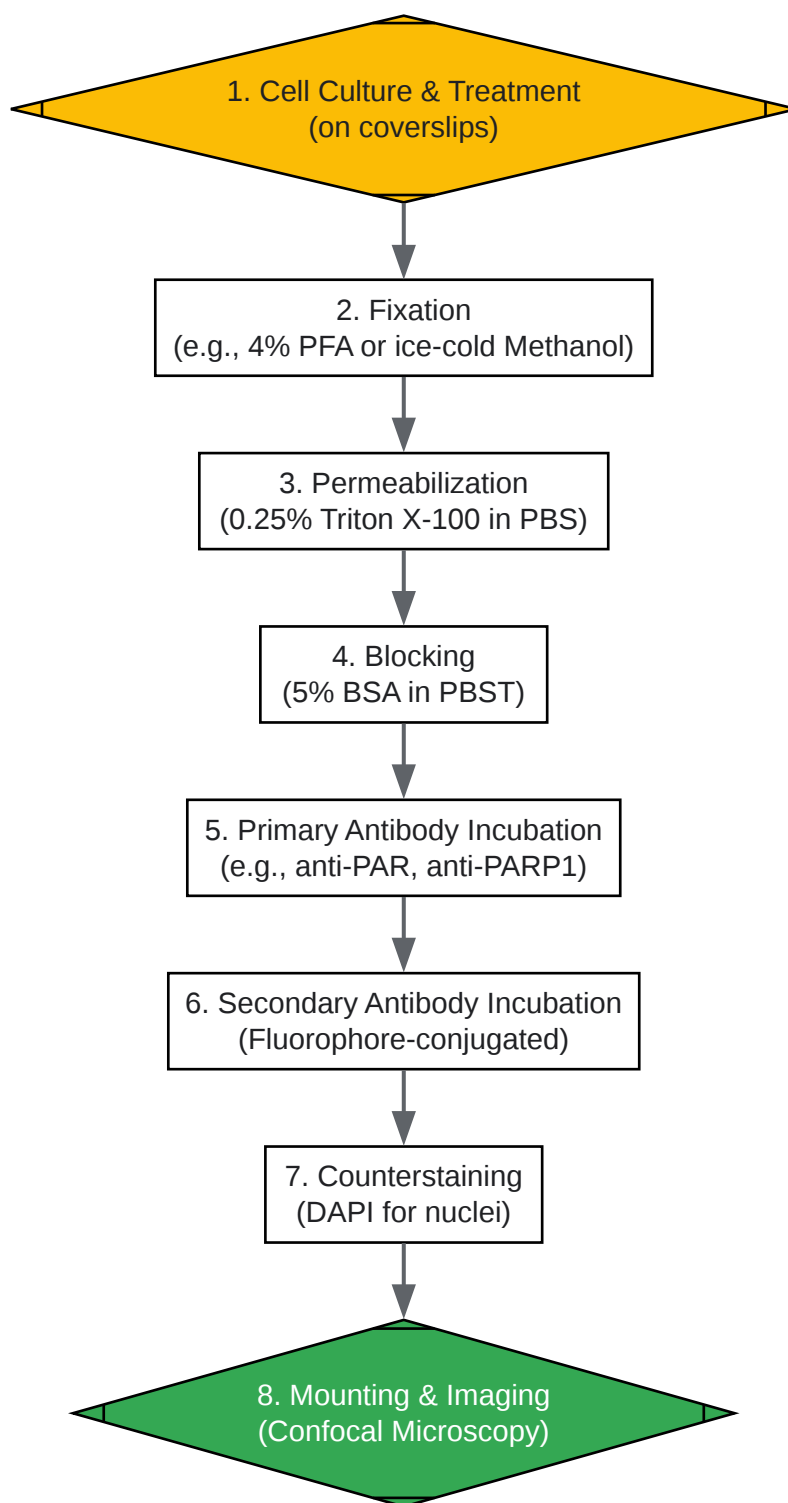 1. Cell Culture & Treatment
(on coverslips)
2. Fixation
(e.g., 4% PFA or ice-cold Methanol)
3. Permeabilization
(0.25% Triton X-100 in PBS)
4. Blocking
(5% BSA in PBST)
5. Primary Antibody Incubation
(e.g., anti-PAR, anti-PARP1)
6. Secondary Antibody Incubation
(Fluorophore-conjugated)
7. Counterstaining
(DAPI for nuclei)
8. Mounting & Imaging
(Confocal Microscopy)